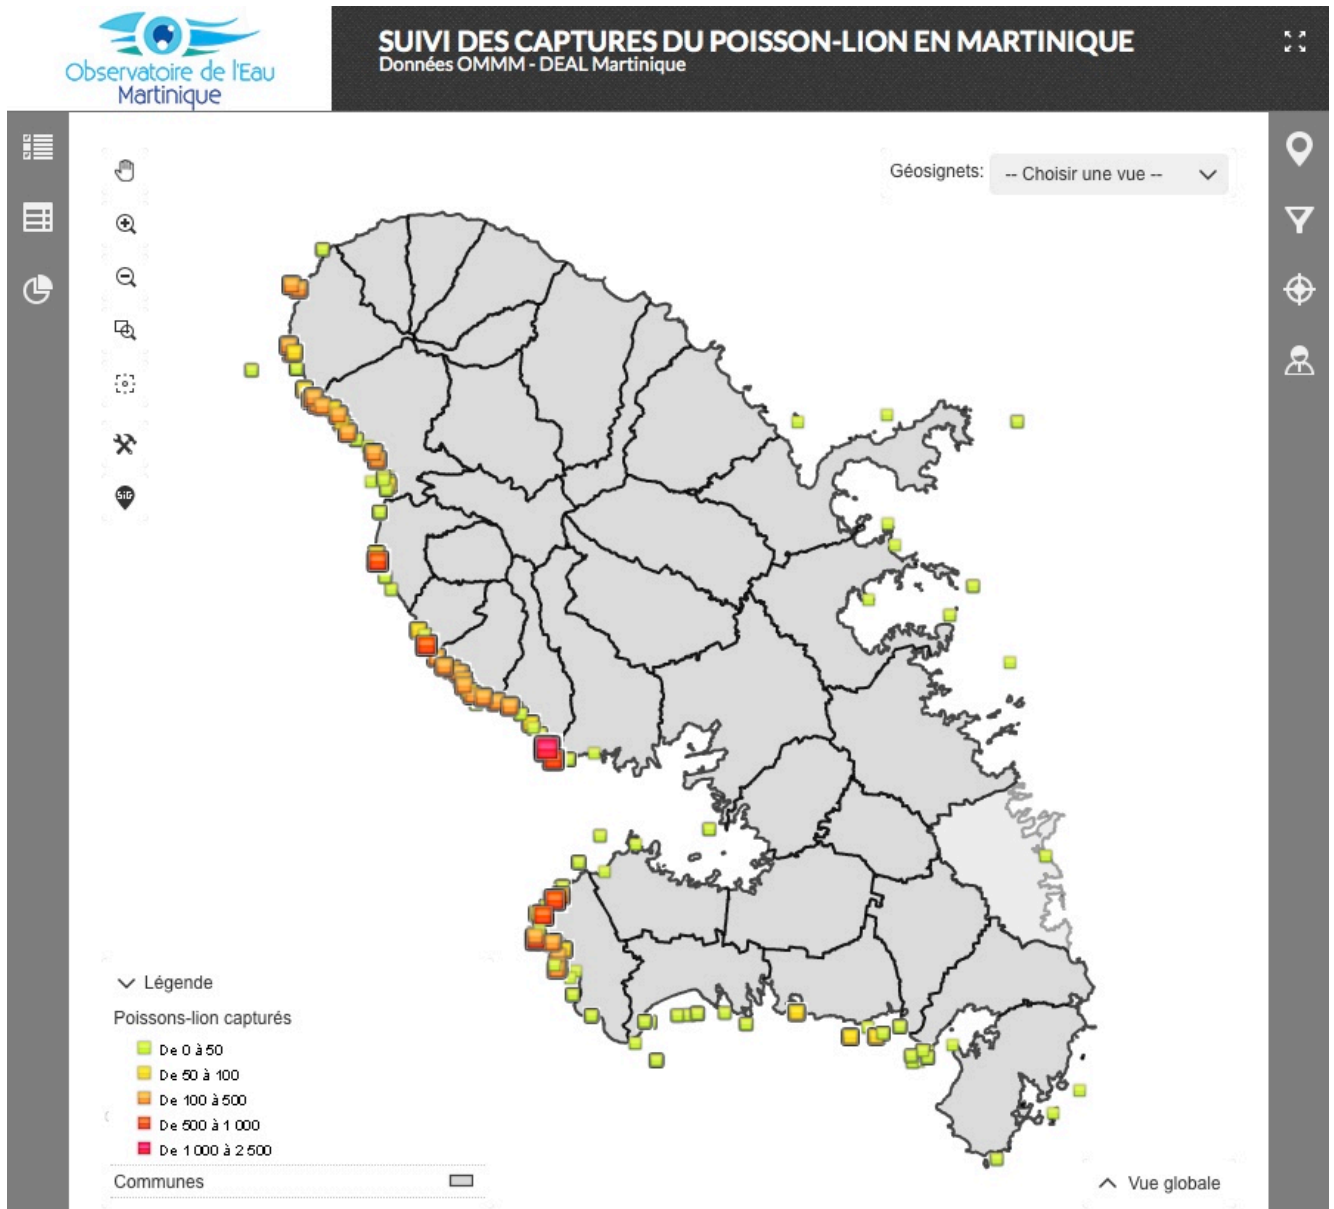 Observatoire de l'Eau
Martinique
SUIVI DES CAPTURES DU POISSON-LION EN MARTINIQUE
Données OMMM - DEAL Martinique
Géosignets:
-- Choisir une vue --
SIG
Légende
Poissons-lion capturés
De 0 à 50
De 50 à 100
De 100 à 500
De 500 à 1 000
De 1 000 à 2 500
Communes
Vue globale